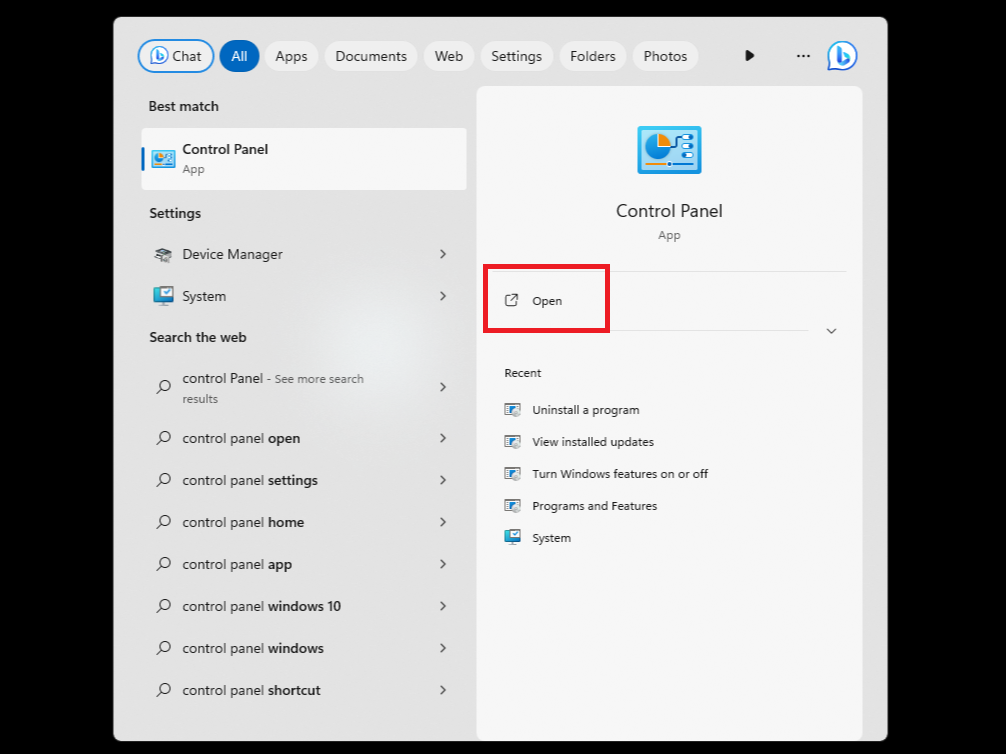 Chat All Apps Documents Web Settings Folders Photos ...
Best match
Control Panel
App
Settings
Device Manager
System
Search the web
control Panel - See more search
results
control panel open
control panel settings
control panel home
control panel app
control panel windows 10
control panel windows
control panel shortcut
Control Panel
App
Open
Recent
Uninstall a program
View installed updates
Turn Windows features on or off
Programs and Features
System